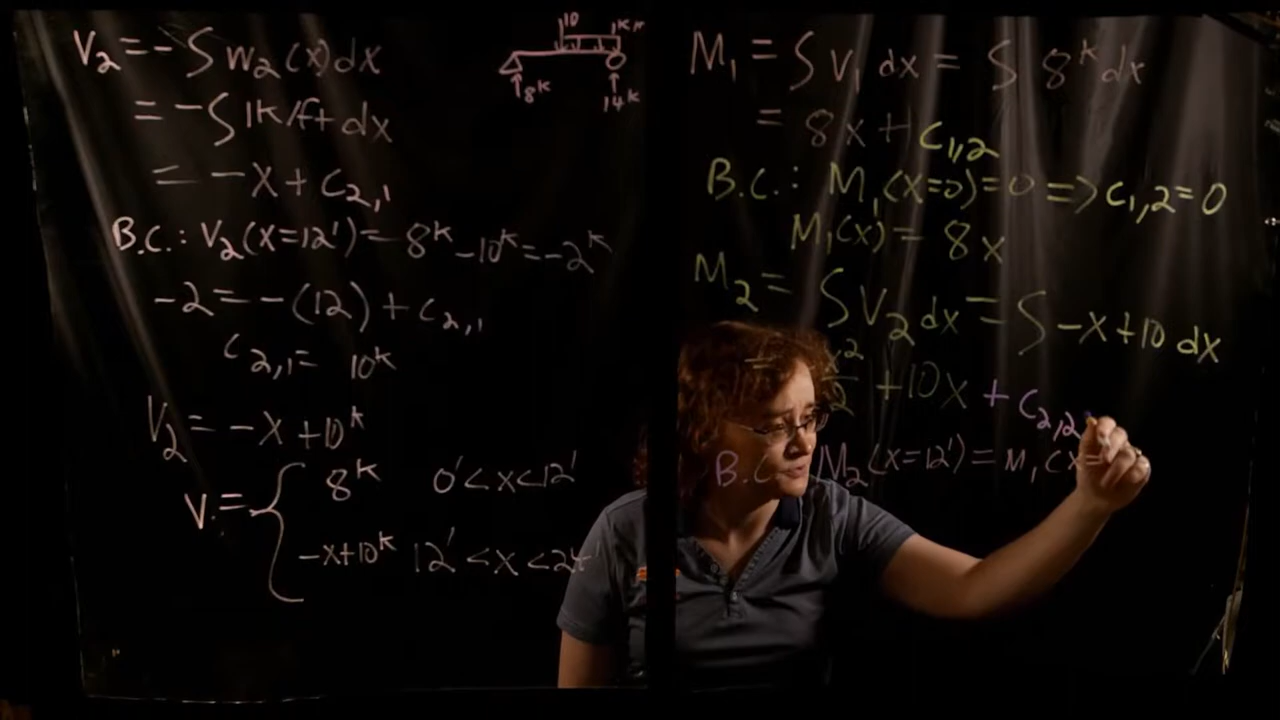 V₂ = - ∫ w₂(x)dx
= - ∫ 1k/ft dx
= -x + C₂,₁
B.C.: V₂(x=12') = 8ᵏ - 10ᵏ = -2ᵏ
-2 = -(12) + C₂,₁
C₂,₁ = 10ᵏ
V₂ = -x + 10ᵏ
V = { 8ᵏ 0' < x < 12'
-x+10ᵏ 12' < x < 24'
10
8ᵏ
14ᵏ
M₁ = ∫ V₁ dx = ∫ 8ᵏ dx
= 8x + C₁,₂
B.C.: M₁(x=0) = 0 => C₁,₂ = 0
M₁(x) = 8x
M₂ = ∫ V₂ dx = ∫ -x+10 dx
= x²/2 + 10x + C₂,₂
B.C. M₂(x=12') = M₁(x=